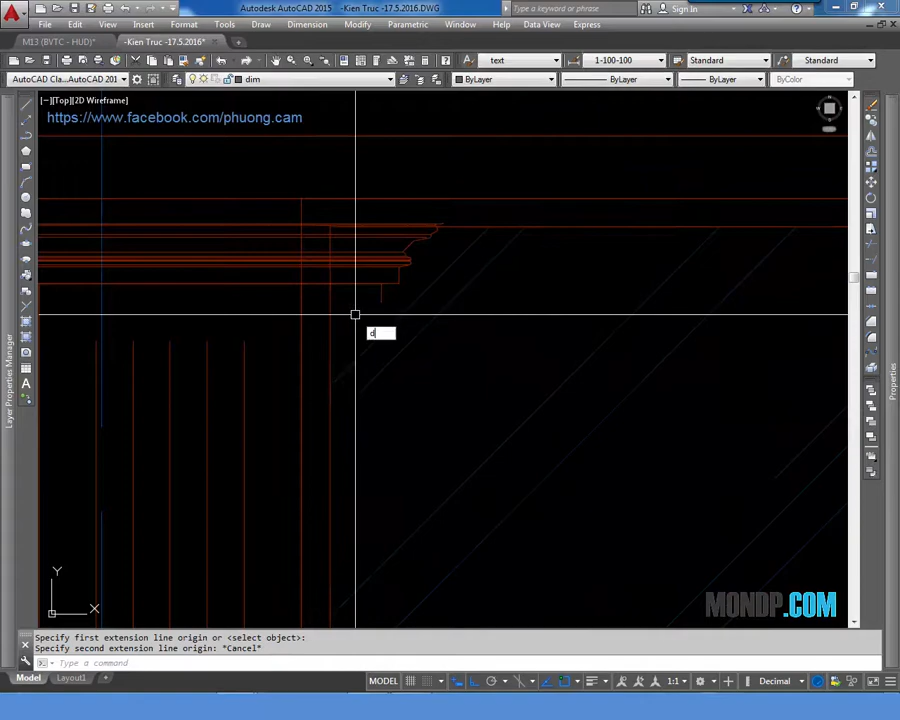 Autodesk AutoCAD 2015 -Kien Truc -17.5.2016.DWG
Type a keyword or phrase
Sign In
File Edit View Insert Format Tools Draw Dimension Modify Parametric Window Help Data View Express
M13 (BVTC - HUD)*
-Kien Truc -17.5.2016*
text
1-100-100
Standard
Standard
AutoCAD Cla...AutoCAD 201
dim
ByLayer
ByLayer
ByLayer
ByColor
[−][Top][2D Wireframe]
https://www.facebook.com/phuong.cam
Layer Properties Manager
Properties
d
Y
X
MONDP.COM
Specify first extension line origin or <select object>:
Specify second extension line origin: *Cancel*
Type a command
Model
Layout1
+
MODEL
1:1
Decimal